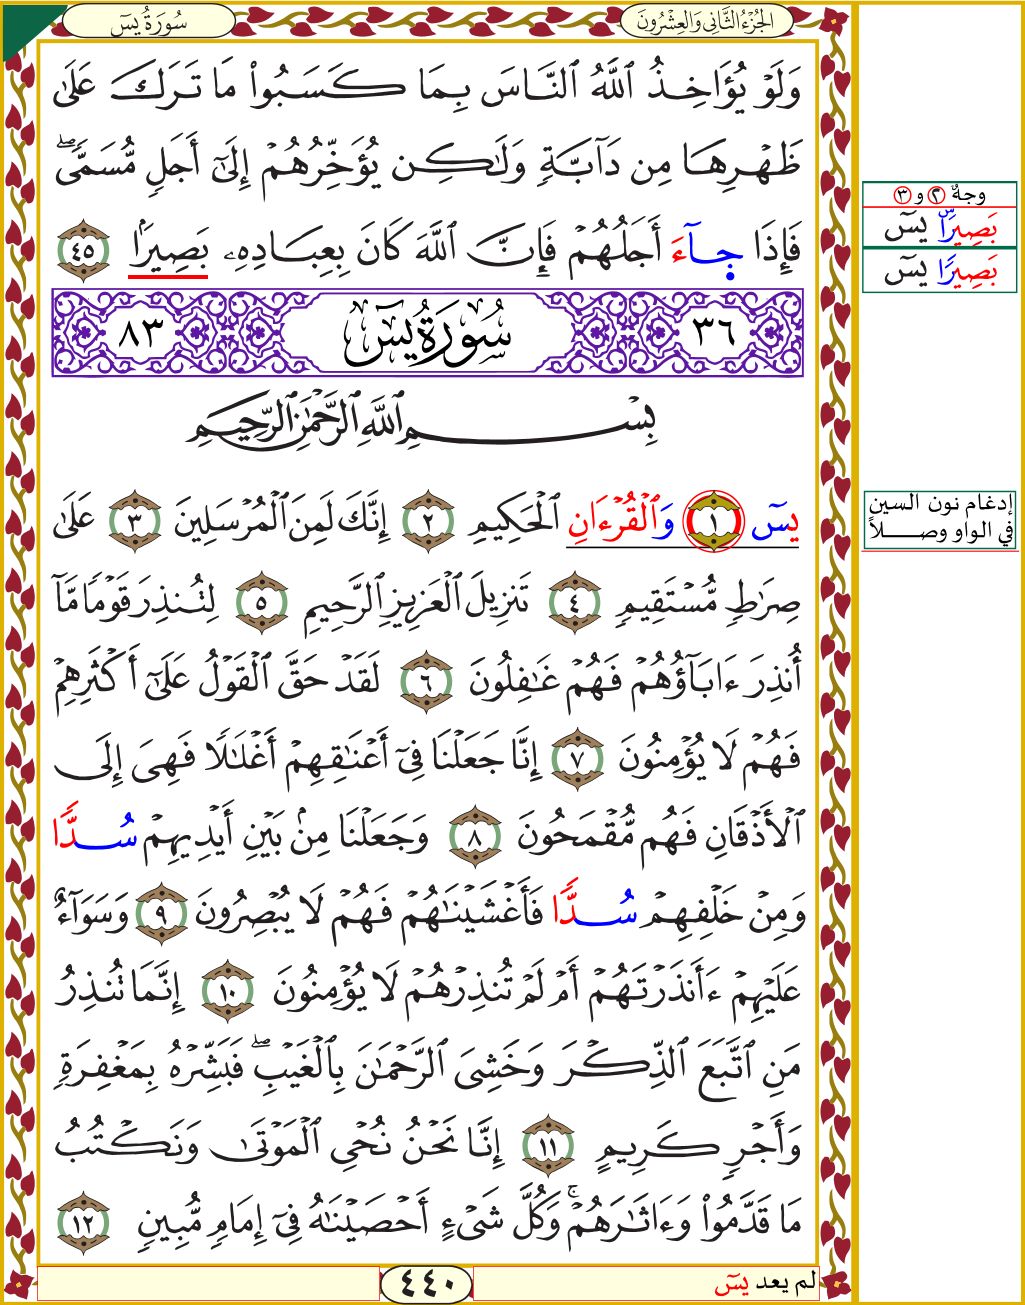 الجُزْءُ الثَّانِي وَالعِشْرُونَ
سُورَةُ يسٓ
وَلَوْ يُؤَاخِذُ ٱللَّهُ ٱلنَّاسَ بِمَا كَسَبُوا۟ مَا تَرَكَ عَلَىٰ
ظَهْرِهَا مِن دَآبَّةٍۢ وَلَـٰكِن يُؤَخِّرُهُمْ إِلَىٰٓ أَجَلٍۢ مُّسَمًّۭى ۖ
فَإِذَا جَآءَ أَجَلُهُمْ فَإِنَّ ٱللَّهَ كَانَ بِعِبَادِهِۦ بَصِيرًۢا ٤٥
وجهٌ ٢ و ٣
بَصِيرًا يسٓ
بَصِيرًا يسٓ
٣٦ سُورَةُ يسٓ ٨٣
بِسْمِ ٱللَّهِ ٱلرَّحْمَـٰنِ ٱلرَّحِيمِ
يسٓ ١ وَٱلْقُرْءَانِ ٱلْحَكِيمِ ٢ إِنَّكَ لَمِنَ ٱلْمُرْسَلِينَ ٣ عَلَىٰ
إدغام نون السين
في الواو وصلاً
صِرَٰطٍۢ مُّسْتَقِيمٍۢ ٤ تَنزِيلَ ٱلْعَزِيزِ ٱلرَّحِيمِ ٥ لِتُنذِرَ قَوْمًۭا مَّآ
أُنذِرَ ءَابَآؤُهُمْ فَهُمْ غَـٰفِلُونَ ٦ لَقَدْ حَقَّ ٱلْقَوْلُ عَلَىٰٓ أَكْثَرِهِمْ
فَهُمْ لَا يُؤْمِنُونَ ٧ إِنَّا جَعَلْنَا فِىٓ أَعْنَـٰقِهِمْ أَغْلَـٰلًۭا فَهِىَ إِلَى
ٱلْأَذْقَانِ فَهُم مُّقْمَحُونَ ٨ وَجَعَلْنَا مِنۢ بَيْنِ أَيْدِيهِمْ سُدًّۭا
وَمِنْ خَلْفِهِمْ سُدًّۭا فَأَغْشَيْنَـٰهُمْ فَهُمْ لَا يُبْصِرُونَ ٩ وَسَوَآءٌ
عَلَيْهِمْ ءَأَنذَرْتَهُمْ أَمْ لَمْ تُنذِرْهُمْ لَا يُؤْمِنُونَ ١٠ إِنَّمَا تُنذِرُ
مَنِ ٱتَّبَعَ ٱلذِّكْرَ وَخَشِىَ ٱلرَّحْمَـٰنَ بِٱلْغَيْبِ ۖ فَبَشِّرْهُ بِمَغْفِرَةٍۢ
وَأَجْرٍۢ كَرِيمٍ ١١ إِنَّا نَحْنُ نُحْىِ ٱلْمَوْتَىٰ وَنَكْتُبُ
مَا قَدَّمُوا۟ وَءَاثَـٰرَهُمْ ۚ وَكُلَّ شَىْءٍ أَحْصَيْنَـٰهُ فِىٓ إِمَامٍۢ مُّبِينٍۢ ١٢
لم يعد يسٓ
٤٤٠